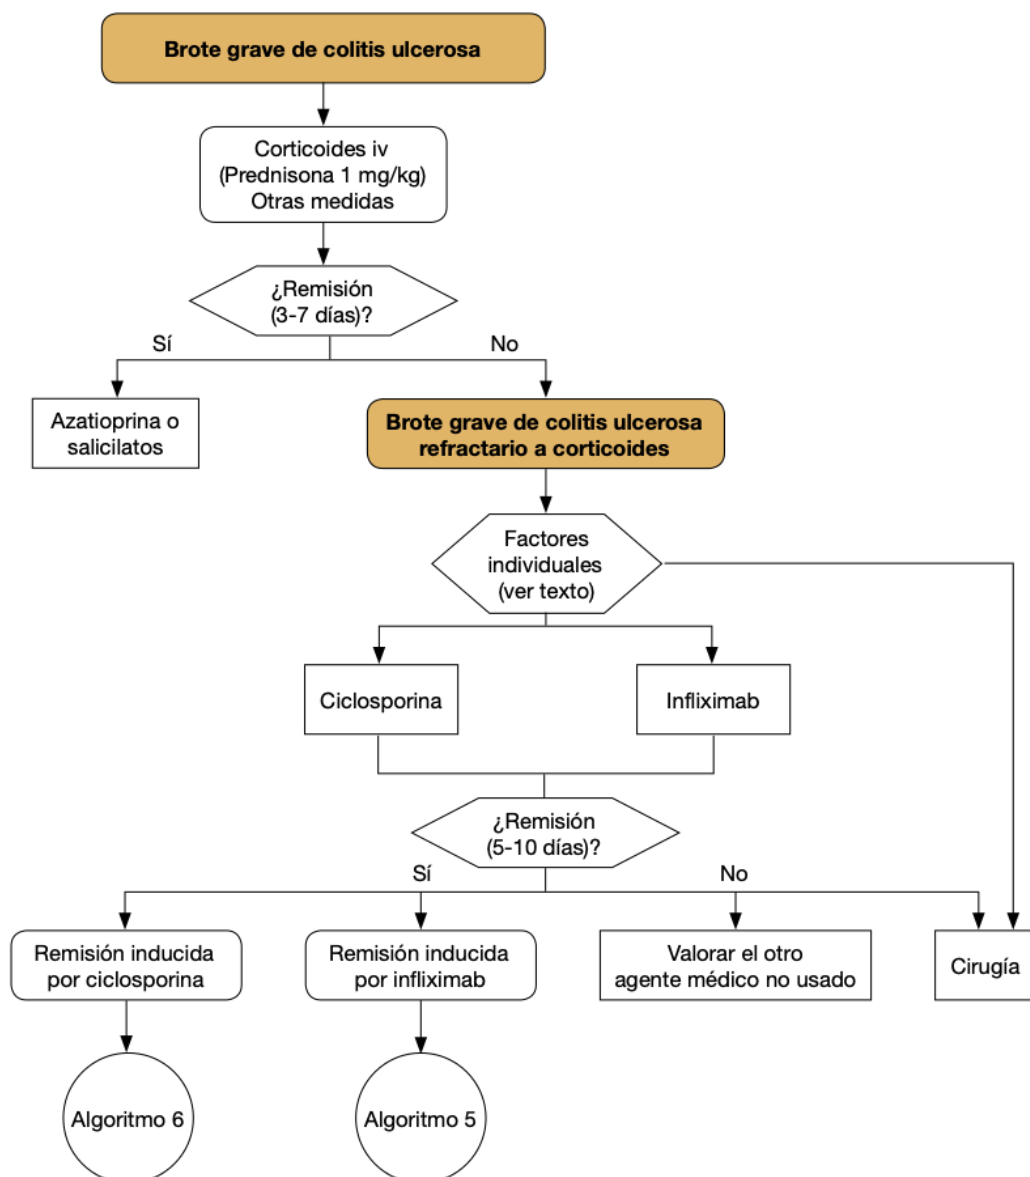 Brote grave de colitis ulcerosa
Corticoides iv
(Prednisona 1 mg/kg)
Otras medidas
¿Remisión
(3-7 días)?
Sí
No
Azatioprina o
salicilatos
Brote grave de colitis ulcerosa
refractario a corticoides
Factores
individuales
(ver texto)
Ciclosporina
Infliximab
¿Remisión
(5-10 días)?
Sí
No
Remisión inducida
por ciclosporina
Remisión inducida
por infliximab
Valorar el otro
agente médico no usado
Cirugía
Algoritmo 6
Algoritmo 5